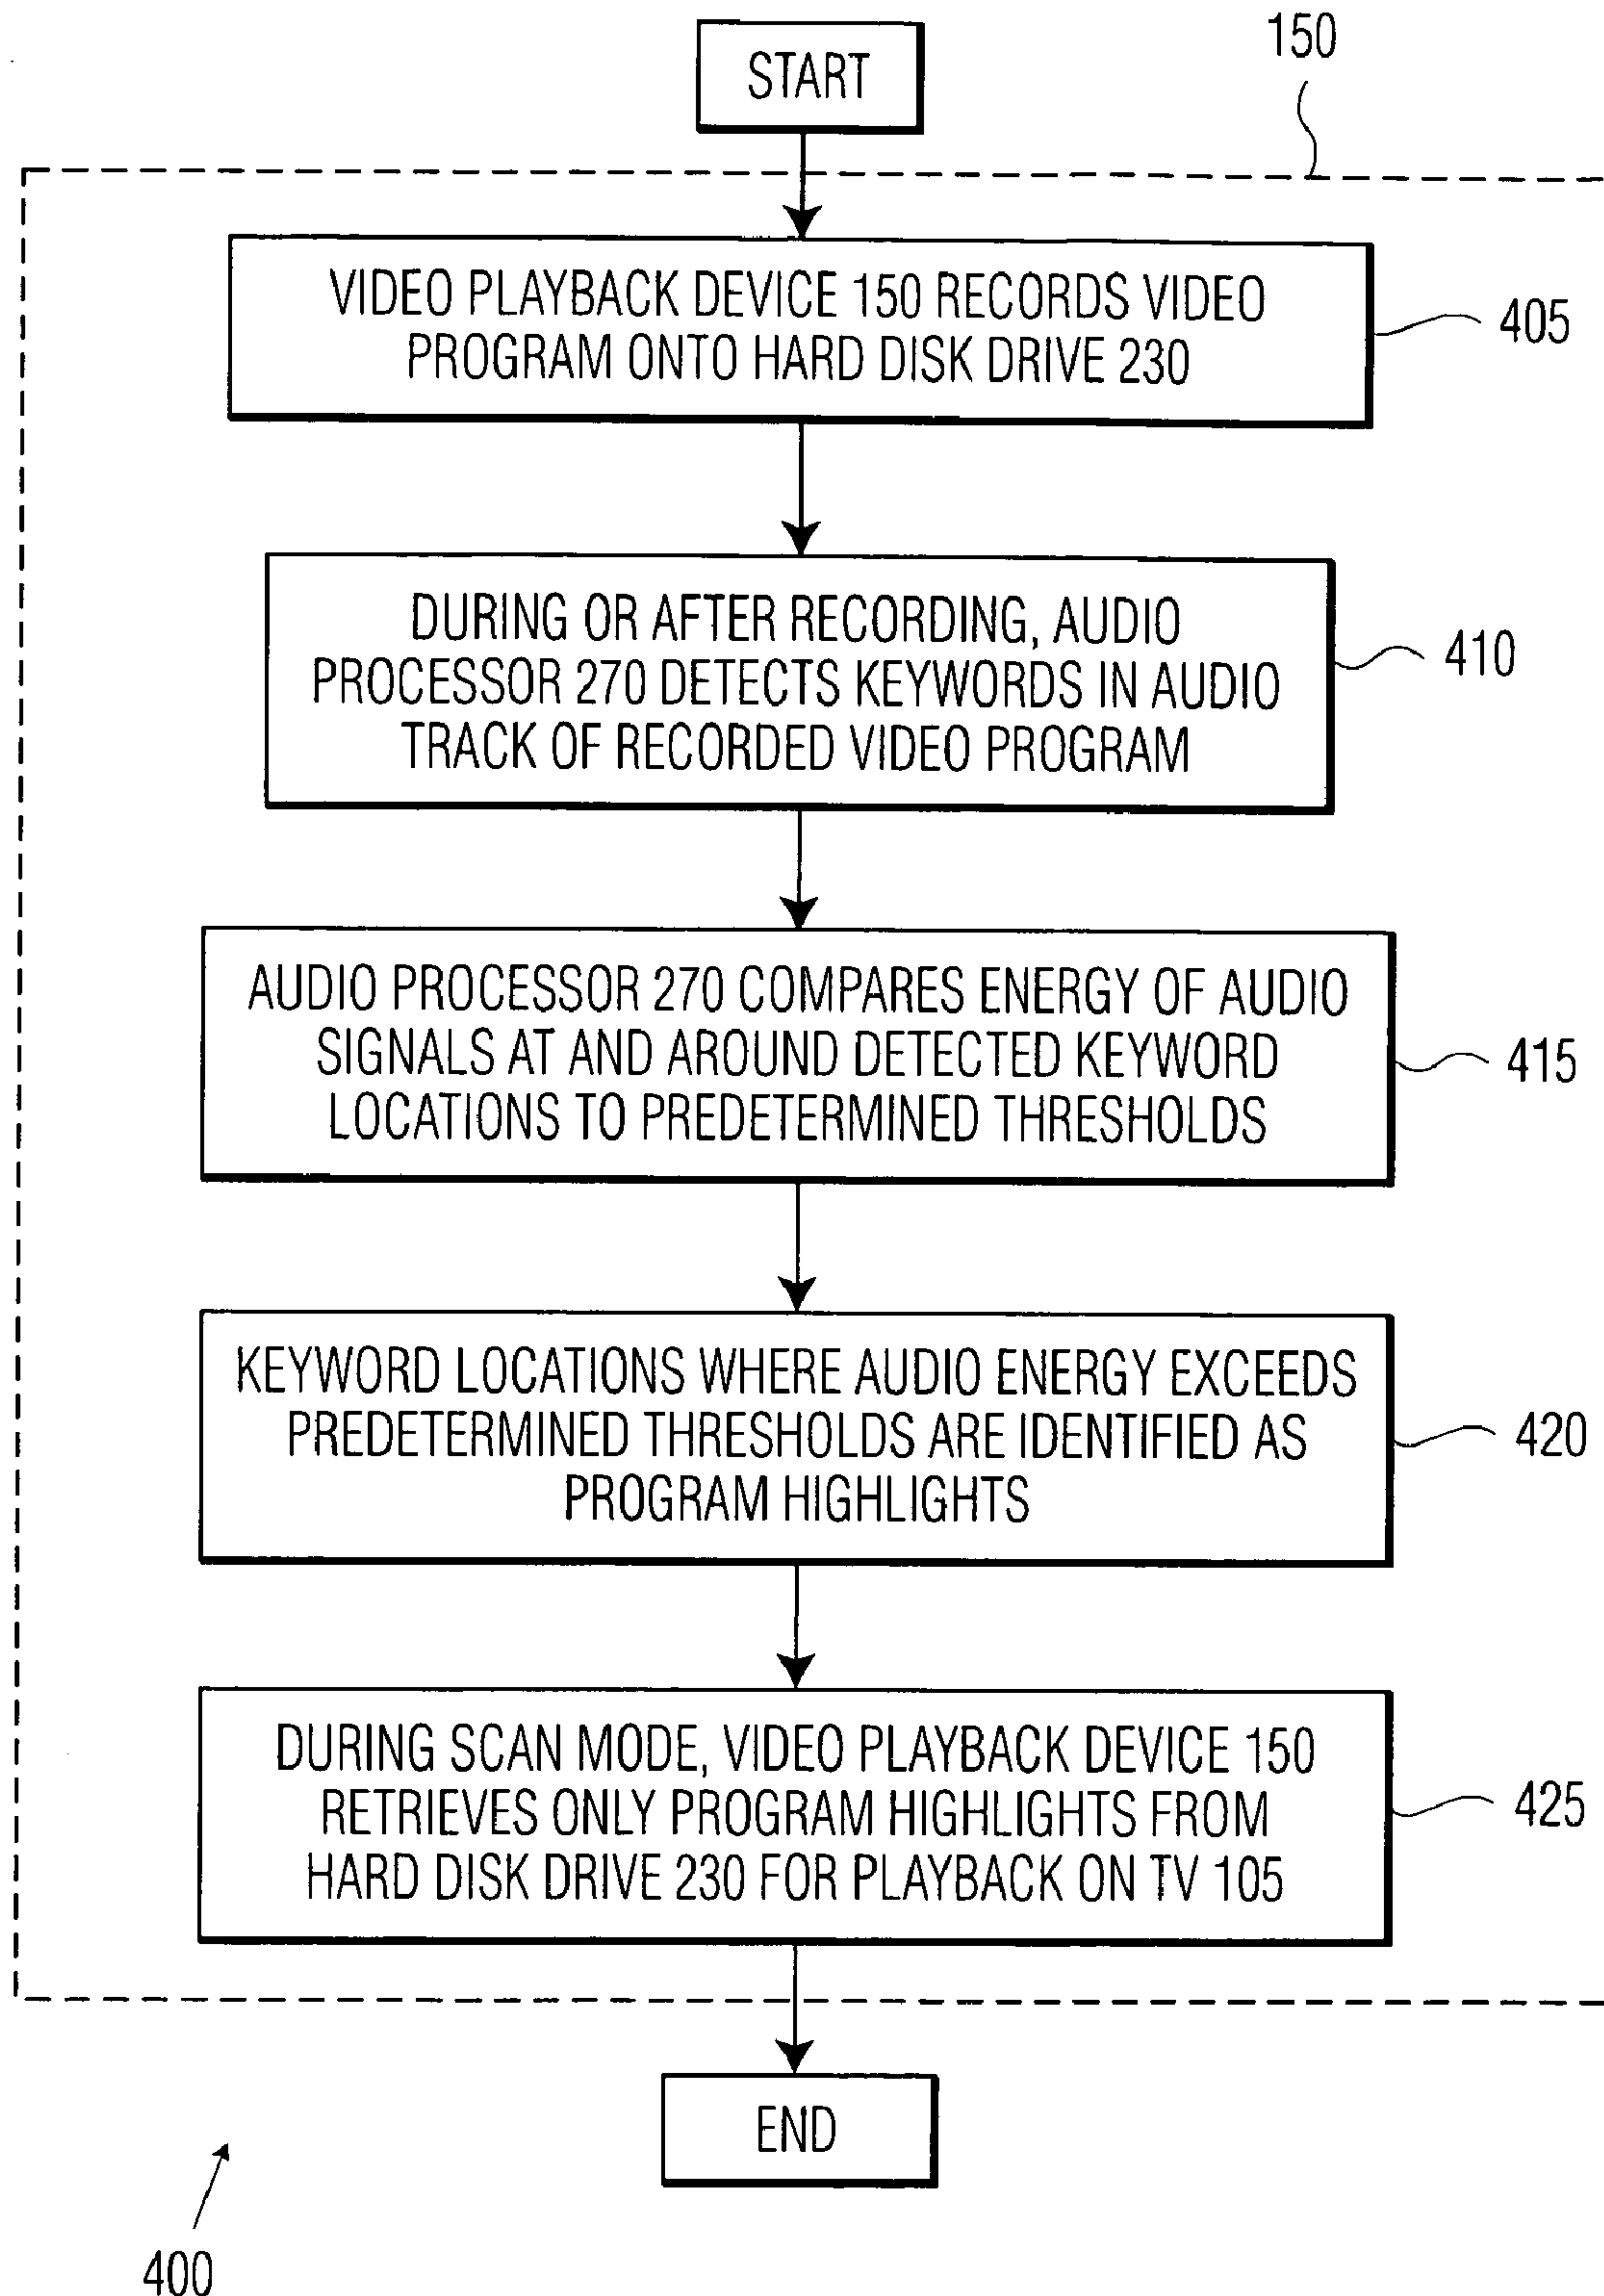 START
150
VIDEO PLAYBACK DEVICE 150 RECORDS VIDEO
PROGRAM ONTO HARD DISK DRIVE 230
405
DURING OR AFTER RECORDING, AUDIO
PROCESSOR 270 DETECTS KEYWORDS IN AUDIO
TRACK OF RECORDED VIDEO PROGRAM
410
AUDIO PROCESSOR 270 COMPARES ENERGY OF AUDIO
SIGNALS AT AND AROUND DETECTED KEYWORD
LOCATIONS TO PREDETERMINED THRESHOLDS
415
KEYWORD LOCATIONS WHERE AUDIO ENERGY EXCEEDS
PREDETERMINED THRESHOLDS ARE IDENTIFIED AS
PROGRAM HIGHLIGHTS
420
DURING SCAN MODE, VIDEO PLAYBACK DEVICE 150
RETRIEVES ONLY PROGRAM HIGHLIGHTS FROM
HARD DISK DRIVE 230 FOR PLAYBACK ON TV 105
425
END
400